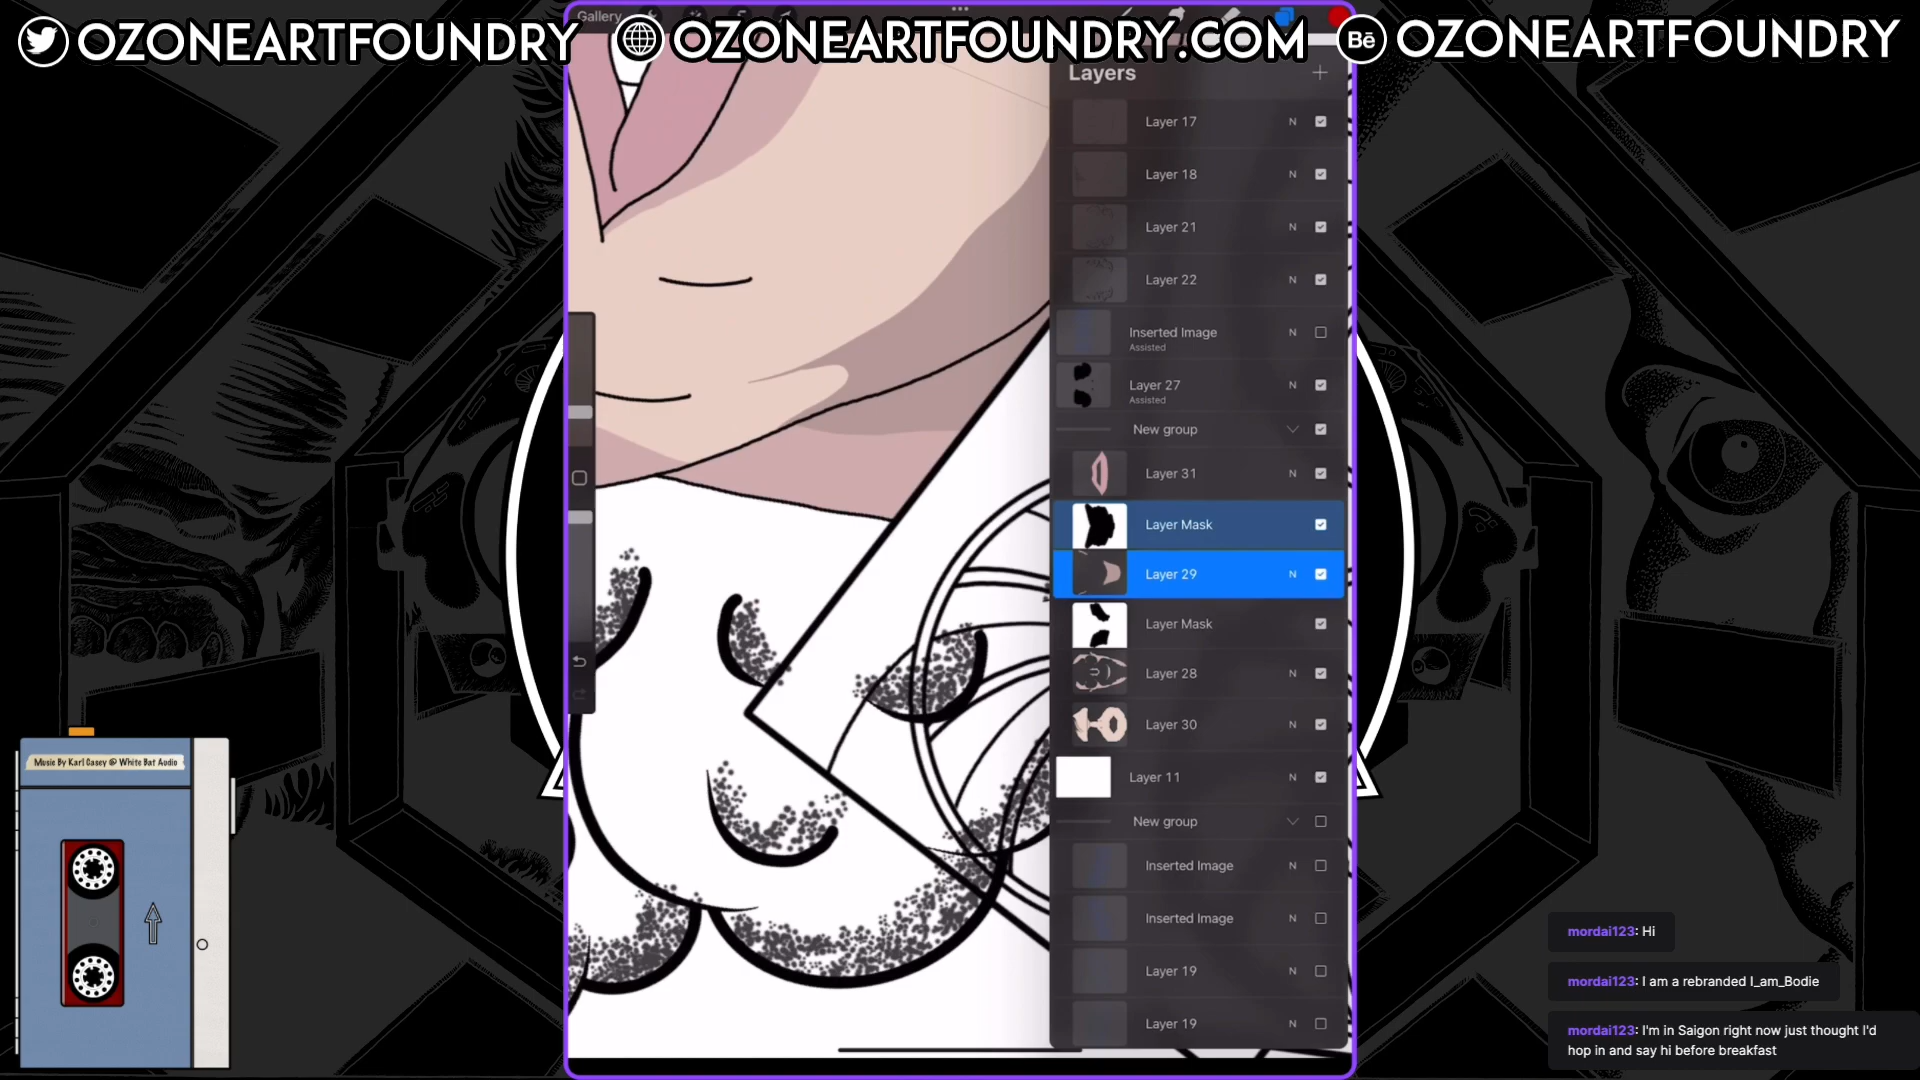 OZONEARTFOUNDRY
OZONEARTFOUNDRY.COM
Bē OZONEARTFOUNDRY
Gallery
Layers
Layer 17 N
Layer 18 N
Layer 21 N
Layer 22 N
Inserted Image N
Assisted
Layer 27 N
Assisted
New group
Layer 31 N
Layer Mask
Layer 29 N
Layer Mask
Layer 28 N
Layer 30 N
Layer 11 N
New group
Inserted Image N
Inserted Image N
Layer 19 N
Layer 19 N
Music By Karl Casey @ White Bat Audio
mordai123: Hi
mordai123: I am a rebranded I_am_Bodie
mordai123: I'm in Saigon right now just thought I'd
hop in and say hi before breakfast